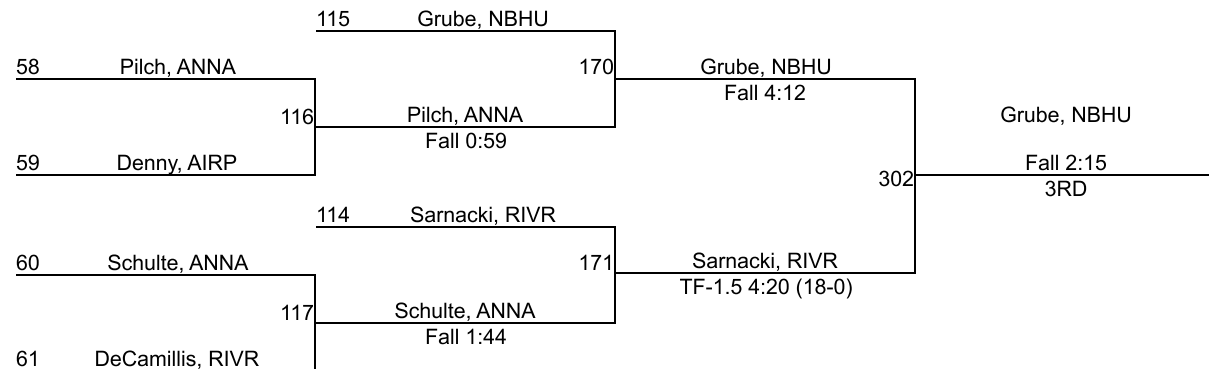 115 Grube, NBHU
58 Pilch, ANNA
170 Grube, NBHU
Fall 4:12
116 Pilch, ANNA
Fall 0:59
Grube, NBHU
59 Denny, AIRP
Fall 2:15
302
3RD
114 Sarnacki, RIVR
60 Schulte, ANNA
171 Sarnacki, RIVR
TF-1.5 4:20 (18-0)
117 Schulte, ANNA
Fall 1:44
61 DeCamillis, RIVR